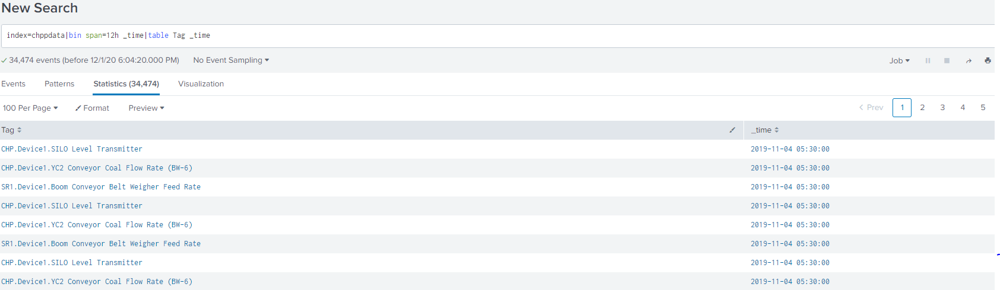 New Search
index=chppdata|bin span=12h _time|table Tag _time
34,474 events (before 12/1/20 6:04:20.000 PM) No Event Sampling Job
Events Patterns Statistics (34,474) Visualization
100 Per Page Format Preview Prev 1 2 3 4 5
Tag _time
CHP.Device1.SILO Level Transmitter 2019-11-04 05:30:00
CHP.Device1.YC2 Conveyor Coal Flow Rate (BW-6) 2019-11-04 05:30:00
SR1.Device1.Boom Conveyor Belt Weigher Feed Rate 2019-11-04 05:30:00
CHP.Device1.SILO Level Transmitter 2019-11-04 05:30:00
CHP.Device1.YC2 Conveyor Coal Flow Rate (BW-6) 2019-11-04 05:30:00
SR1.Device1.Boom Conveyor Belt Weigher Feed Rate 2019-11-04 05:30:00
CHP.Device1.SILO Level Transmitter 2019-11-04 05:30:00
CHP.Device1.YC2 Conveyor Coal Flow Rate (BW-6) 2019-11-04 05:30:00